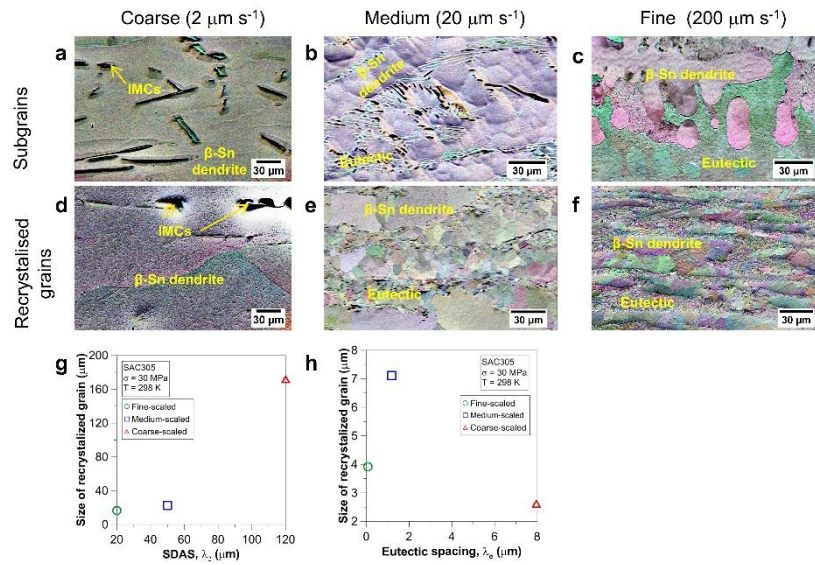 Coarse (2 μm s⁻¹) Medium (20 μm s⁻¹) Fine (200 μm s⁻¹)
Subgrains
a
IMCs
β-Sn
dendrite
30 μm
b
β-Sn
dendrite
Eutectic
30 μm
c
β-Sn dendrite
Eutectic
30 μm
Recrystalised
grains
d
IMCs
β-Sn dendrite
30 μm
e
β-Sn dendrite
Eutectic
30 μm
f
β-Sn dendrite
Eutectic
30 μm
g
Size of recrystalized grain (μm)
180
160
120
80
40
0
SAC305
σ = 30 MPa
T = 298 K
Fine-scaled
Medium-scaled
Coarse-scaled
20 40 60 80 100 120
SDAS, λ₂ (μm)
h
Size of recrystalized grain (μm)
8
7
6
5
4
3
2
SAC305
σ = 30 MPa
T = 298 K
Fine-scaled
Medium-scaled
Coarse-scaled
0 2 4 6 8
Eutectic spacing, λₑ (μm)